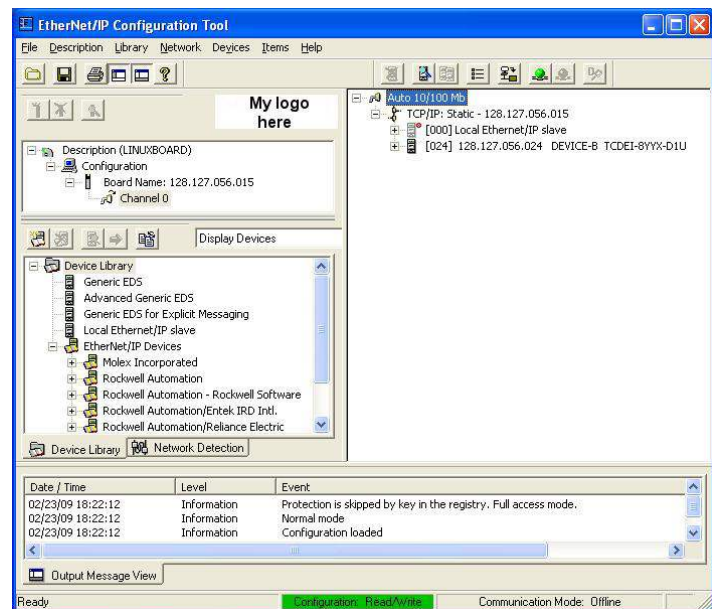 EtherNet/IP Configuration Tool
File Description Library Network Devices Items Help
My logo
here
Description (LINUXBOARD)
Configuration
Board Name: 128.127.056.015
Channel 0
Display Devices
Device Library
Generic EDS
Advanced Generic EDS
Generic EDS for Explicit Messaging
Local Ethernet/IP slave
EtherNet/IP Devices
Molex Incorporated
Rockwell Automation
Rockwell Automation - Rockwell Software
Rockwell Automation/Entek IRD Intl.
Rockwell Automation/Reliance Electric
Device Library Network Detection
Auto 10/100 Mb
TCP/IP: Static - 128.127.056.015
[000] Local Ethernet/IP slave
[024] 128.127.056.024 DEVICE-B TCDEI-8YYX-D1U
Date / Time Level Event
02/23/09 18:22:12 Information Protection is skipped by key in the registry. Full access mode.
02/23/09 18:22:12 Information Normal mode
02/23/09 18:22:12 Information Configuration loaded
Output Message View
Ready Configuration: Read/Write Communication Mode: Offline